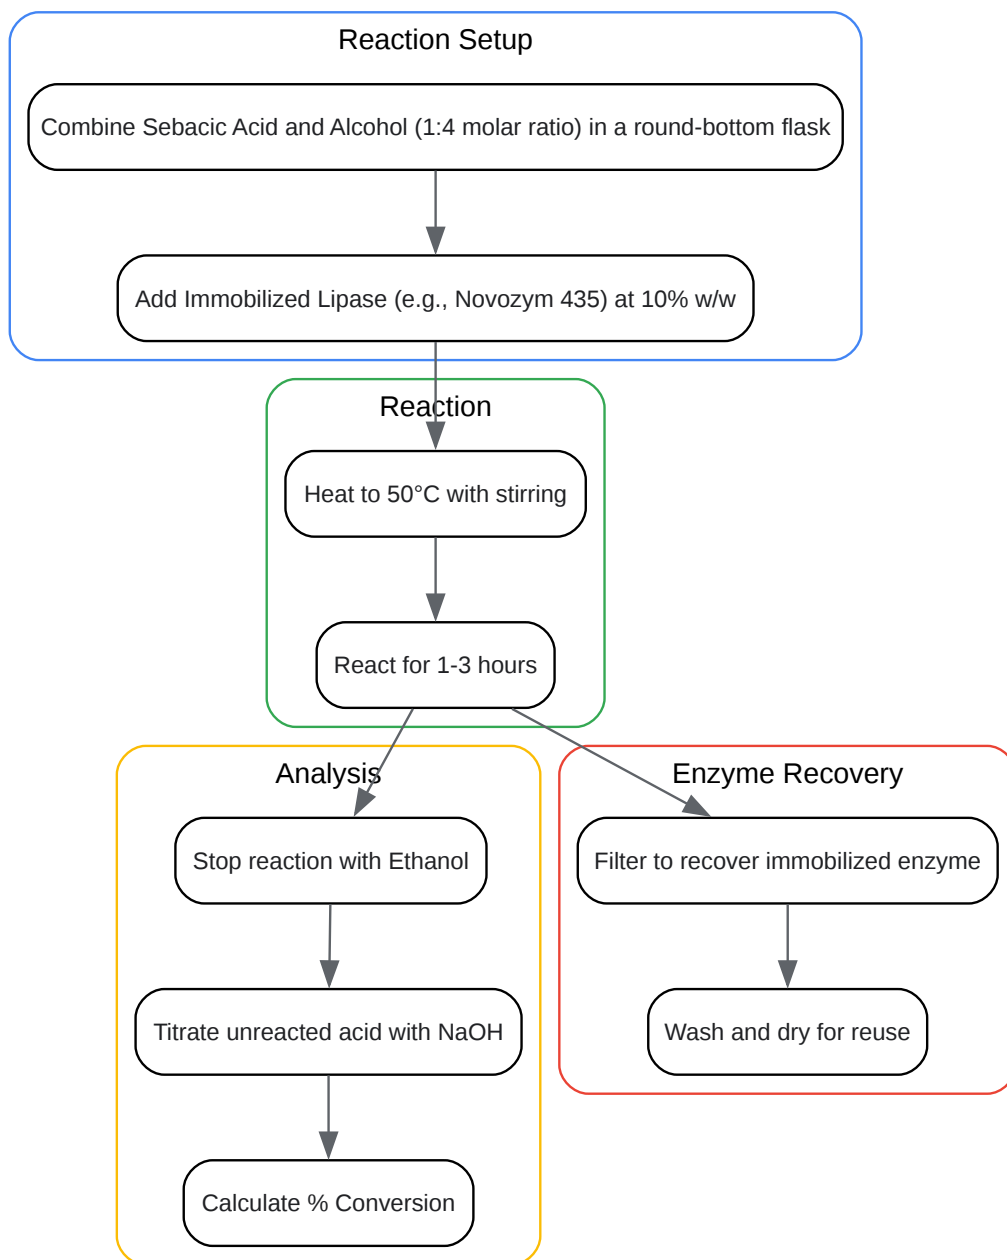 Reaction Setup
Combine Sebacic Acid and Alcohol (1:4 molar ratio) in a round-bottom flask
Add Immobilized Lipase (e.g., Novozym 435) at 10% w/w
Reaction
Heat to 50°C with stirring
React for 1-3 hours
Analysis
Stop reaction with Ethanol
Titrate unreacted acid with NaOH
Calculate % Conversion
Enzyme Recovery
Filter to recover immobilized enzyme
Wash and dry for reuse